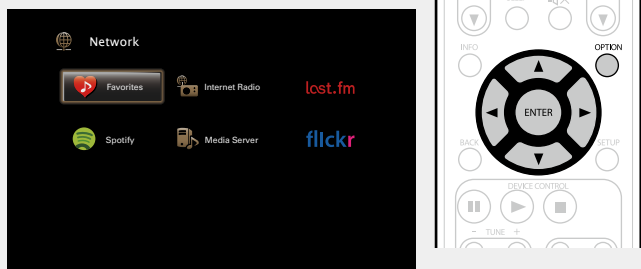 Network
Favorites
Internet Radio
last.fm
Spotify
Media Server
flickr
INFO
OPTION
ENTER
BACK
SETUP
DEVICE CONTROL
- TUNE +